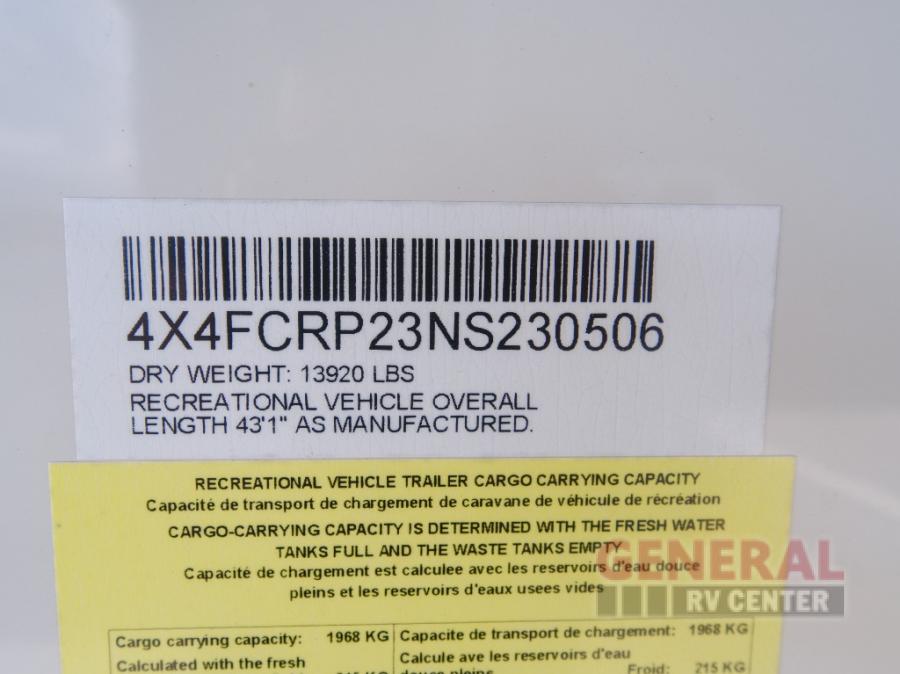 4X4FCRP23NS230506
DRY WEIGHT: 13920 LBS
RECREATIONAL VEHICLE OVERALL
LENGTH 43'1" AS MANUFACTURED.
RECREATIONAL VEHICLE TRAILER CARGO CARRYING CAPACITY
Capacité de transport de chargement de caravane de véhicule de récréation
CARGO-CARRYING CAPACITY IS DETERMINED WITH THE FRESH WATER
TANKS FULL AND THE WASTE TANKS EMPTY
Capacité de chargement est calculee avec les reservoirs d'eau douce
pleins et les reservoirs d'eaux usees vides
GENERAL
RV CENTER
Cargo carrying capacity: 1968 KG
Calculated with the fresh
Capacite de transport de chargement: 1968 KG
Calcule ave les reservoirs d'eau
douce pleins Froid: 215 KG